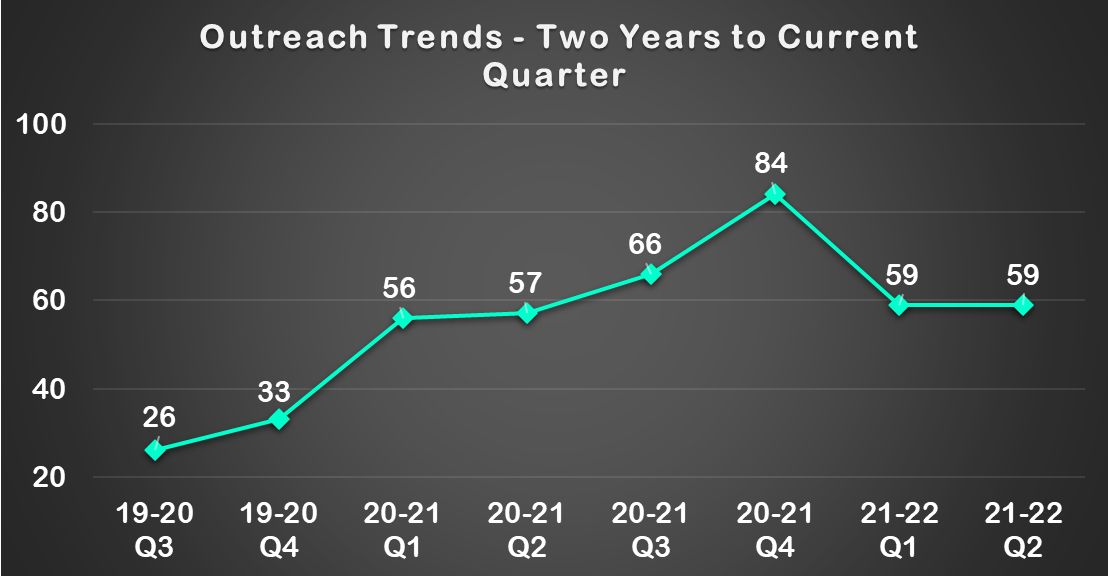 Outreach Trends - Two Years to Current
Quarter
100
80
60
40
20
26
33
56
57
66
84
59
59
19-20
Q3
19-20
Q4
20-21
Q1
20-21
Q2
20-21
Q3
20-21
Q4
21-22
Q1
21-22
Q2